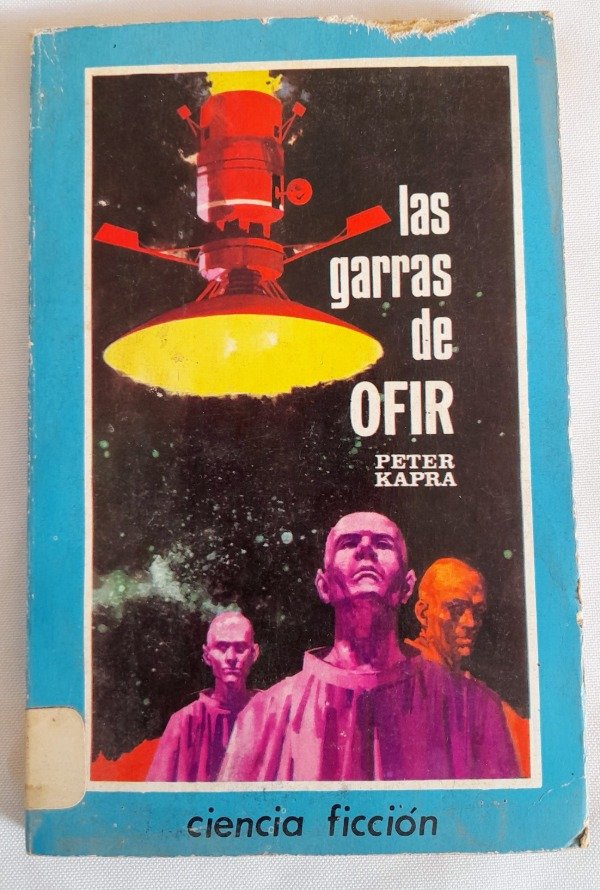 las
garras
de
OFIR
PETER
KAPRA
ciencia ficción